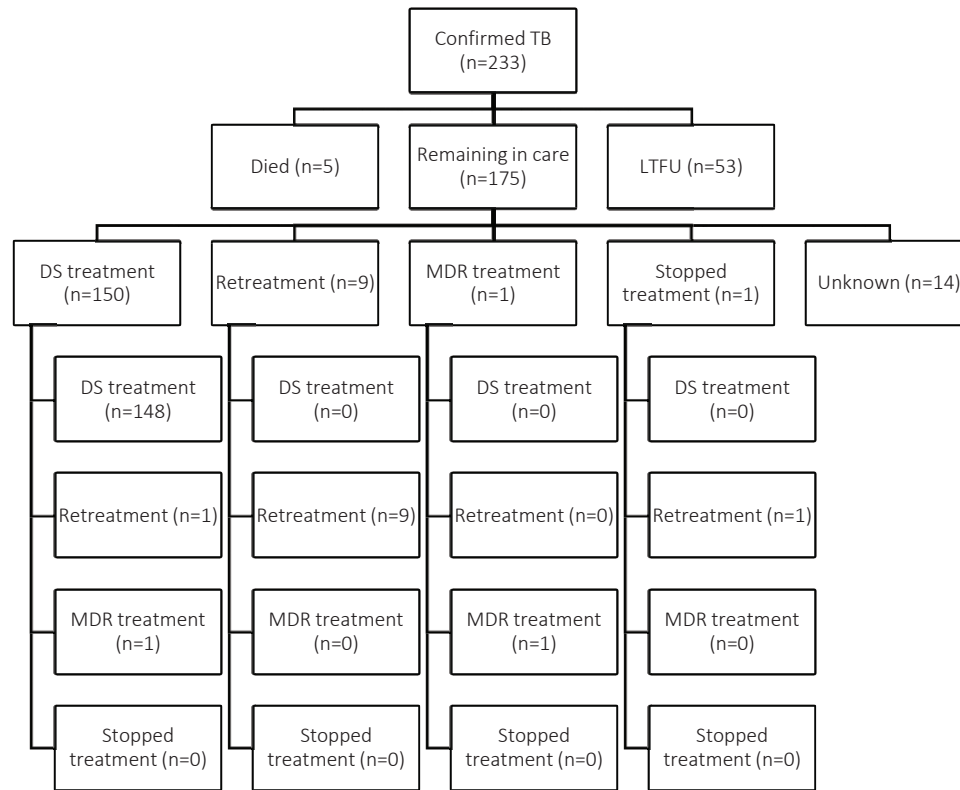 Confirmed TB
(n=233)
Died (n=5)
Remaining in care
(n=175)
LTFU (n=53)
DS treatment
(n=150)
Retreatment (n=9)
MDR treatment
(n=1)
Stopped
treatment (n=1)
Unknown (n=14)
DS treatment
(n=148)
DS treatment
(n=0)
DS treatment
(n=0)
DS treatment
(n=0)
Retreatment (n=1)
Retreatment (n=9)
Retreatment (n=0)
Retreatment (n=1)
MDR treatment
(n=1)
MDR treatment
(n=0)
MDR treatment
(n=1)
MDR treatment
(n=0)
Stopped
treatment (n=0)
Stopped
treatment (n=0)
Stopped
treatment (n=0)
Stopped
treatment (n=0)